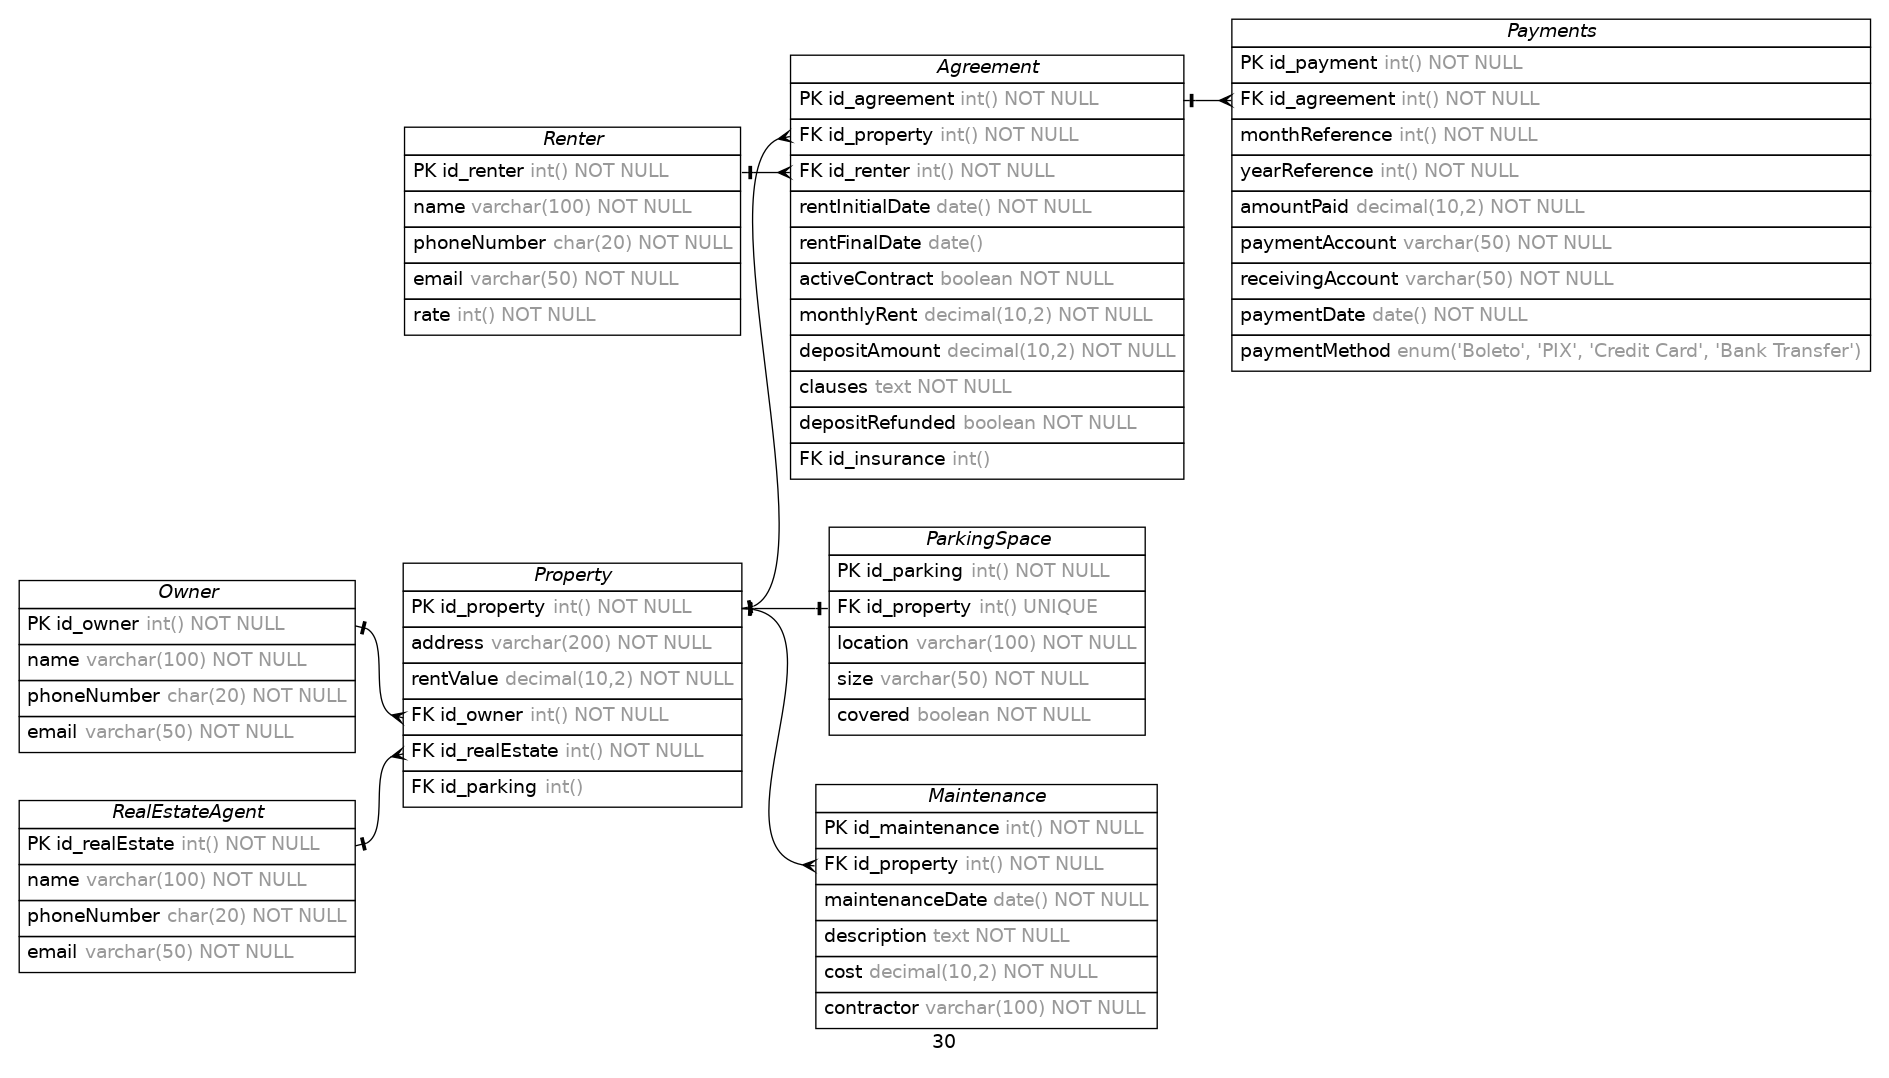 Payments
PK id_payment int() NOT NULL
FK id_agreement int() NOT NULL
monthReference int() NOT NULL
yearReference int() NOT NULL
amountPaid decimal(10,2) NOT NULL
paymentAccount varchar(50) NOT NULL
receivingAccount varchar(50) NOT NULL
paymentDate date() NOT NULL
paymentMethod enum('Boleto', 'PIX', 'Credit Card', 'Bank Transfer')
Agreement
PK id_agreement int() NOT NULL
FK id_property int() NOT NULL
FK id_renter int() NOT NULL
rentInitialDate date() NOT NULL
rentFinalDate date()
activeContract boolean NOT NULL
monthlyRent decimal(10,2) NOT NULL
depositAmount decimal(10,2) NOT NULL
clauses text NOT NULL
depositRefunded boolean NOT NULL
FK id_insurance int()
Renter
PK id_renter int() NOT NULL
name varchar(100) NOT NULL
phoneNumber char(20) NOT NULL
email varchar(50) NOT NULL
rate int() NOT NULL
ParkingSpace
PK id_parking int() NOT NULL
FK id_property int() UNIQUE
location varchar(100) NOT NULL
size varchar(50) NOT NULL
covered boolean NOT NULL
Property
PK id_property int() NOT NULL
address varchar(200) NOT NULL
rentValue decimal(10,2) NOT NULL
FK id_owner int() NOT NULL
FK id_realEstate int() NOT NULL
FK id_parking int()
Owner
PK id_owner int() NOT NULL
name varchar(100) NOT NULL
phoneNumber char(20) NOT NULL
email varchar(50) NOT NULL
RealEstateAgent
PK id_realEstate int() NOT NULL
name varchar(100) NOT NULL
phoneNumber char(20) NOT NULL
email varchar(50) NOT NULL
Maintenance
PK id_maintenance int() NOT NULL
FK id_property int() NOT NULL
maintenanceDate date() NOT NULL
description text NOT NULL
cost decimal(10,2) NOT NULL
contractor varchar(100) NOT NULL
30